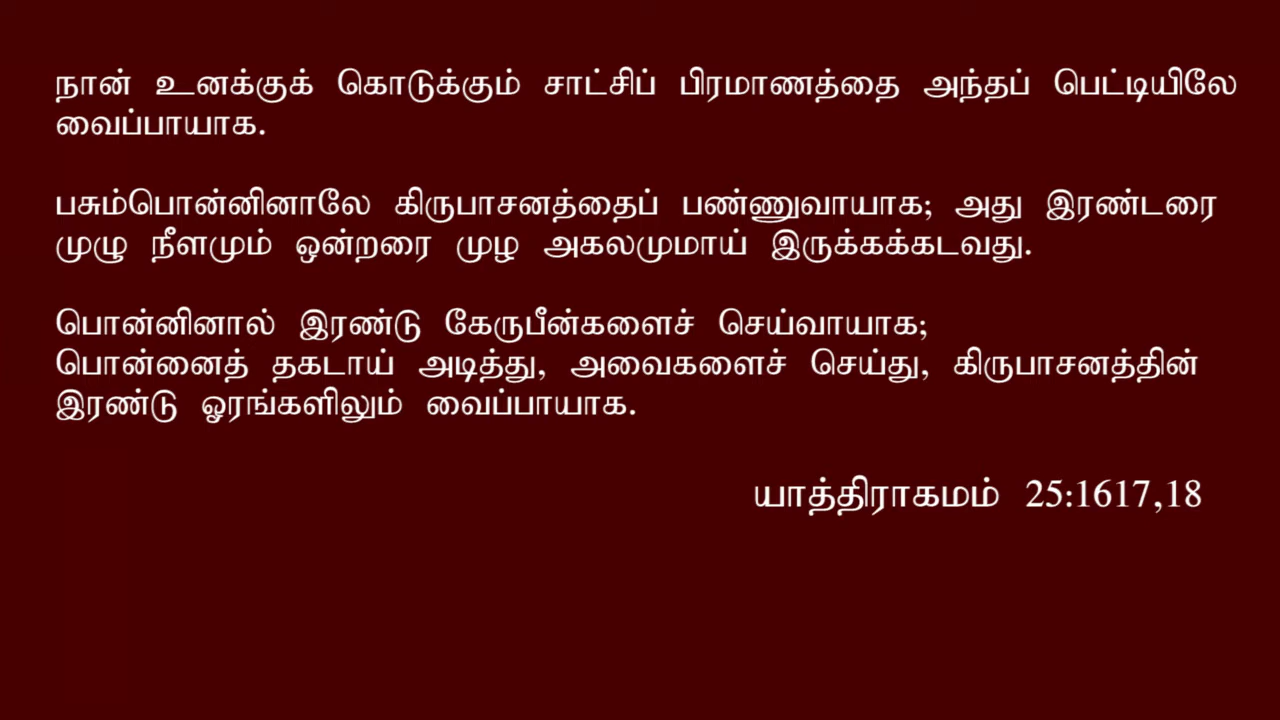 நான் உனக்குக் கொடுக்கும் சாட்சிப் பிரமாணத்தை அந்தப் பெட்டியிலே
வைப்பாயாக.
பசும்பொன்னினாலே கிருபாசனத்தைப் பண்ணுவாயாக; அது இரண்டரை
முழு நீளமும் ஒன்றரை முழ அகலமுமாய் இருக்கக்கடவது.
பொன்னினால் இரண்டு கேருபீன்களைச் செய்வாயாக;
பொன்னைத் தகடாய் அடித்து, அவைகளைச் செய்து, கிருபாசனத்தின்
இரண்டு ஓரங்களிலும் வைப்பாயாக.
யாத்திராகமம் 25:1617,18